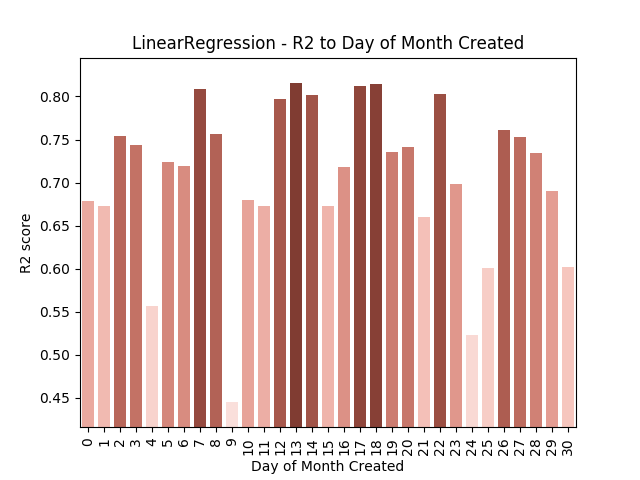 LinearRegression - R2 to Day of Month Created
R2 score
0.80
0.75
0.70
0.65
0.60
0.55
0.50
0.45
0 1 2 3 4 5 6 7 8 9 10 11 12 13 14 15 16 17 18 19 20 21 22 23 24 25 26 27 28 29 30
Day of Month Created